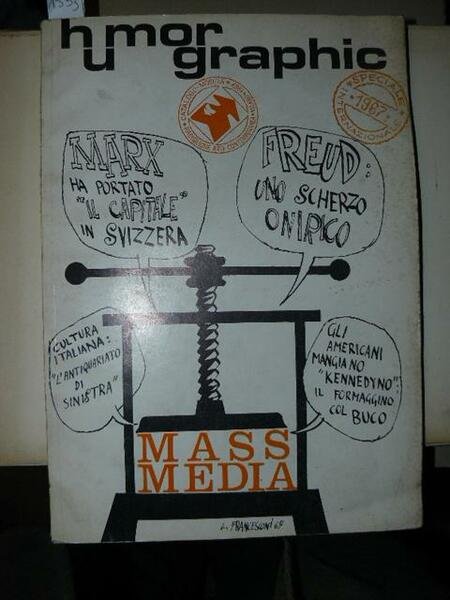 humor
graphic
SPECIALE
1967
INTERNAZIONALE
MARX
HA PORTATO
"IL CAPITALE"
IN SVIZZERA
FREUD:
UNO SCHERZO
ONIRICO
CULTURA
ITALIANA:
"L'ANTIQUARIATO
DI
SINISTRA"
GLI
AMERICANI
MANGIANO
"KENNEDYNO":
IL FORMAGGINO
COL BUCO
MASS
MEDIA